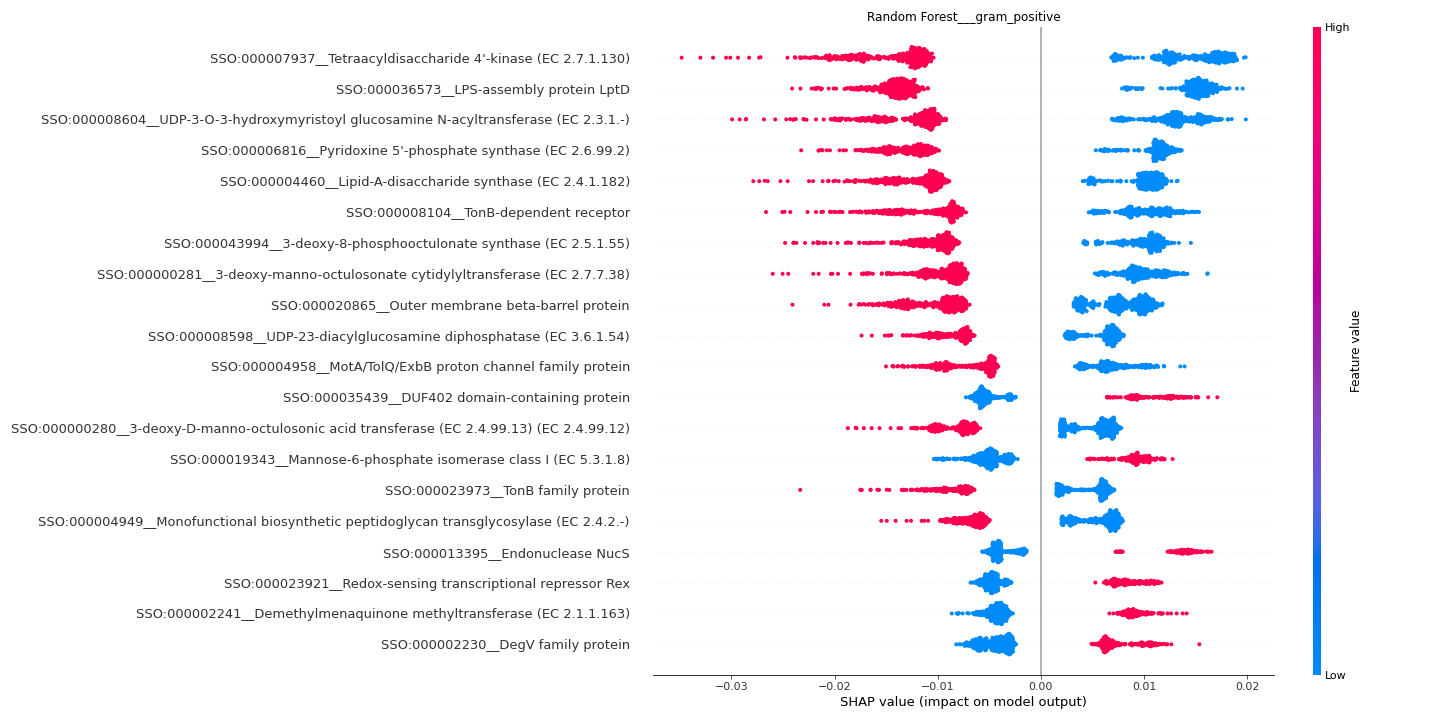 Random Forest___gram_positive
High
SSO:000007937__Tetraacyldisaccharide 4'-kinase (EC 2.7.1.130)
SSO:000036573__LPS-assembly protein LptD
SSO:000008604__UDP-3-O-3-hydroxymyristoyl glucosamine N-acyltransferase (EC 2.3.1.-)
SSO:000006816__Pyridoxine 5'-phosphate synthase (EC 2.6.99.2)
SSO:000004460__Lipid-A-disaccharide synthase (EC 2.4.1.182)
SSO:000008104__TonB-dependent receptor
SSO:000043994__3-deoxy-8-phosphooctulonate synthase (EC 2.5.1.55)
SSO:000000281__3-deoxy-manno-octulosonate cytidylyltransferase (EC 2.7.7.38)
SSO:000020865__Outer membrane beta-barrel protein
SSO:000008598__UDP-23-diacylglucosamine diphosphatase (EC 3.6.1.54)
SSO:000004958__MotA/TolQ/ExbB proton channel family protein
SSO:000035439__DUF402 domain-containing protein
SSO:000000280__3-deoxy-D-manno-octulosonic acid transferase (EC 2.4.99.13) (EC 2.4.99.12)
SSO:000019343__Mannose-6-phosphate isomerase class I (EC 5.3.1.8)
SSO:000023973__TonB family protein
SSO:000004949__Monofunctional biosynthetic peptidoglycan transglycosylase (EC 2.4.2.-)
SSO:000013395__Endonuclease NucS
SSO:000023921__Redox-sensing transcriptional repressor Rex
SSO:000002241__Demethylmenaquinone methyltransferase (EC 2.1.1.163)
SSO:000002230__DegV family protein
Feature value
Low
−0.03 −0.02 −0.01 0.00 0.01 0.02
SHAP value (impact on model output)